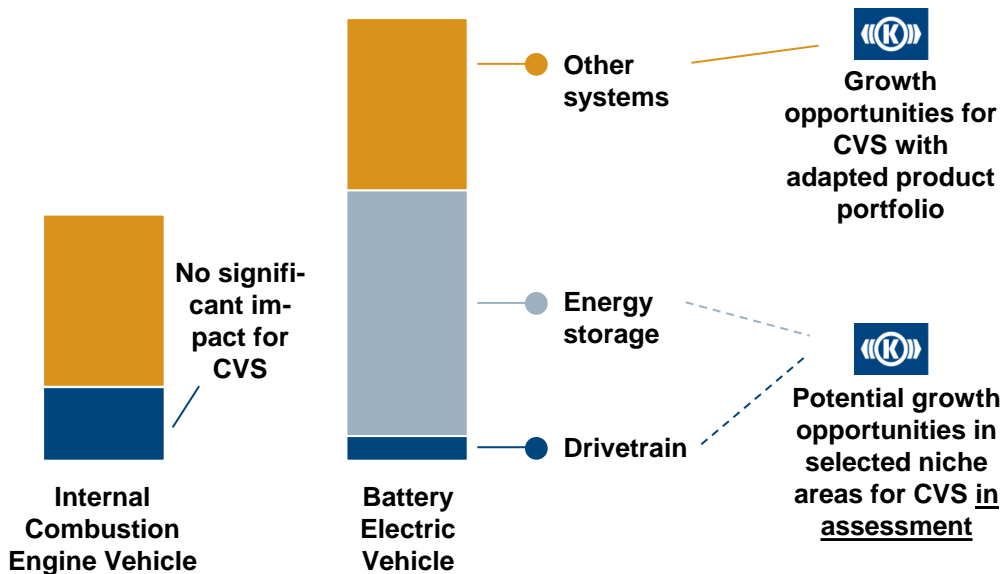 Other
systems
K
Growth
opportunities for
CVS with
adapted product
portfolio
No signifi-
cant im-
pact for
CVS
Energy
storage
K
Potential growth
opportunities in
selected niche
areas for CVS in
assessment
Drivetrain
Internal
Combustion
Engine Vehicle
Battery
Electric
Vehicle